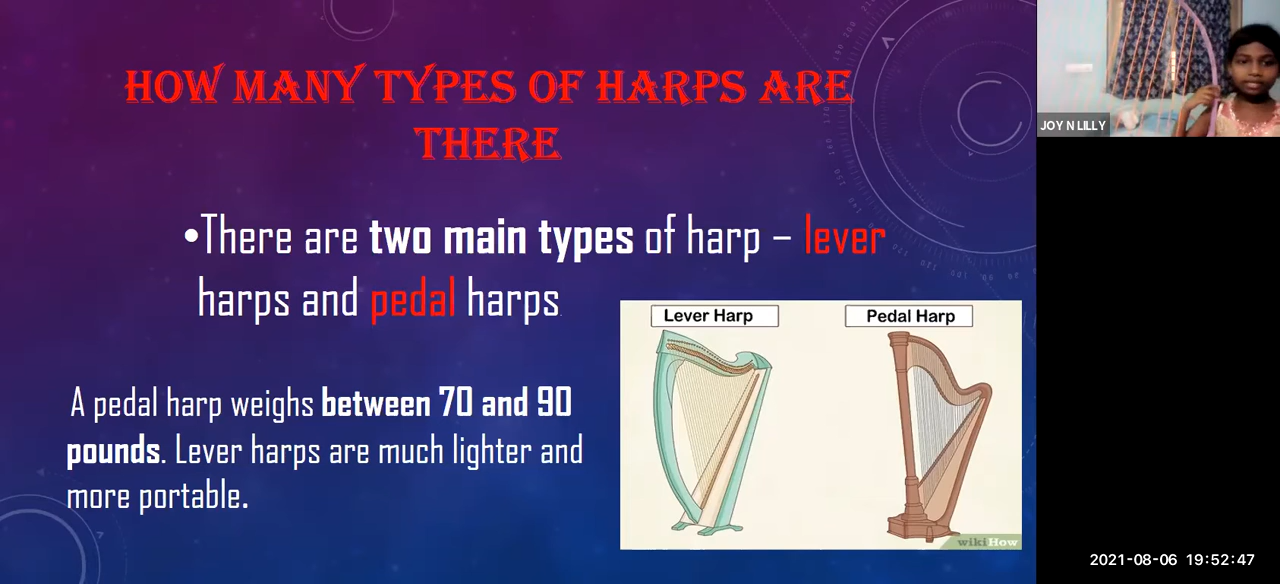 HOW MANY TYPES OF HARPS ARE
THERE
•There are two main types of harp – lever
harps and pedal harps.
Lever Harp
Pedal Harp
A pedal harp weighs between 70 and 90
pounds. Lever harps are much lighter and
more portable.
wikiHow
JOY N LILLY
2021-08-06 19:52:47